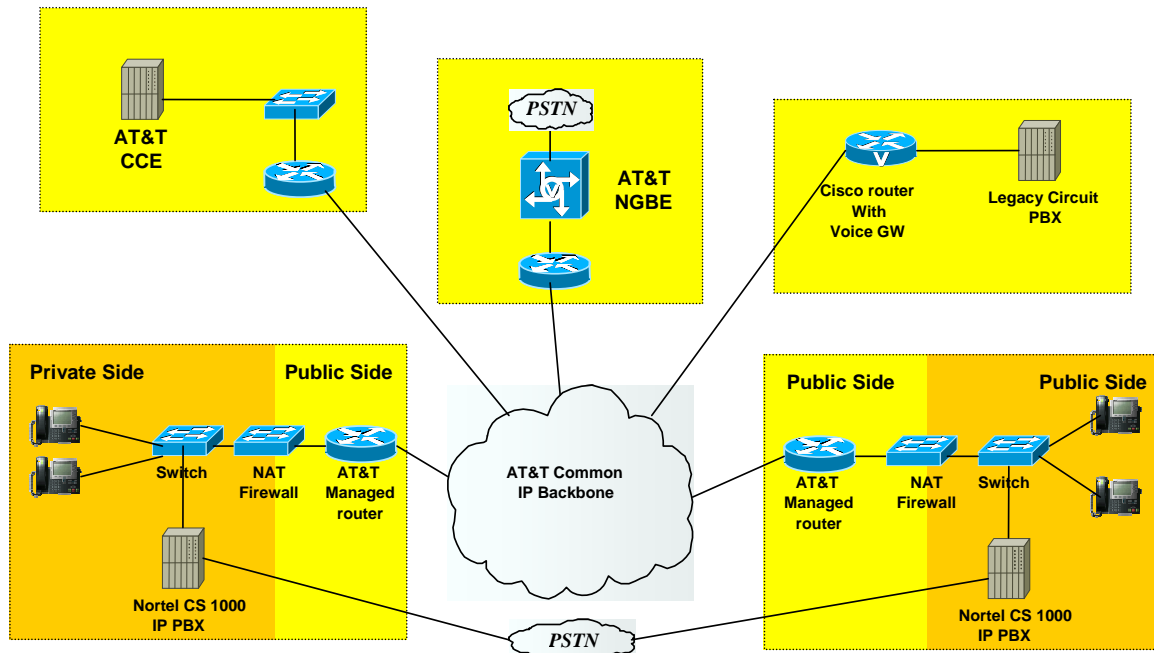 AT&T
CCE
PSTN
AT&T
NGBE
V
Cisco router
With
Voice GW
Legacy Circuit
PBX
Private Side
Public Side
Switch
NAT
Firewall
AT&T
Managed
router
Nortel CS 1000
IP PBX
AT&T Common
IP Backbone
PSTN
Public Side
Public Side
AT&T
Managed
router
NAT
Firewall
Switch
Nortel CS 1000
IP PBX